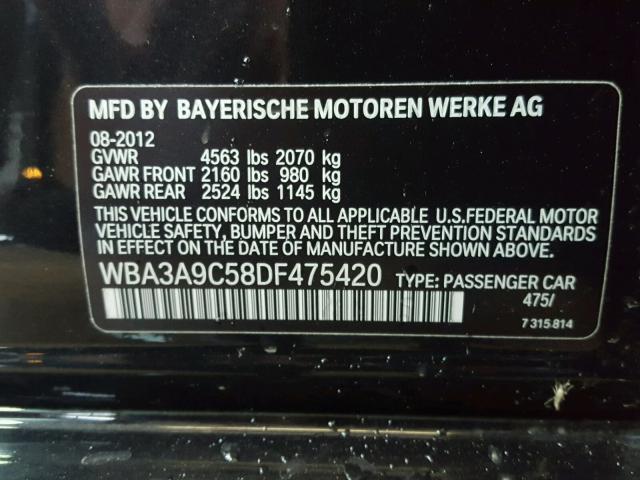 MFD BY BAYERISCHE MOTOREN WERKE AG
08-2012
GVWR 4563 lbs 2070 kg
GAWR FRONT 2160 lbs 980 kg
GAWR REAR 2524 lbs 1145 kg
THIS VEHICLE CONFORMS TO ALL APPLICABLE U.S.FEDERAL MOTOR
VEHICLE SAFETY, BUMPER AND THEFT PREVENTION STANDARDS
IN EFFECT ON THE DATE OF MANUFACTURE SHOWN ABOVE.
WBA3A9C58DF475420 TYPE: PASSENGER CAR
475/
7 315 814